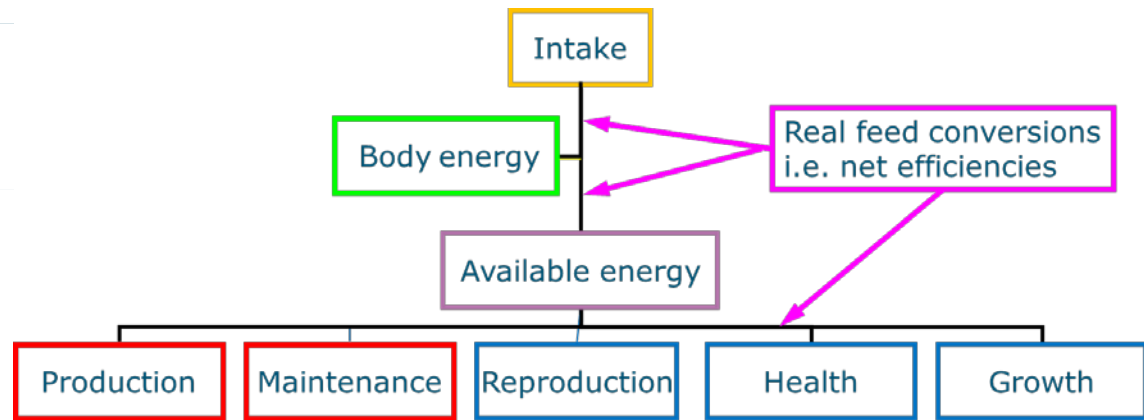 Intake
Body energy
Real feed conversions
i.e. net efficiencies
Available energy
Production
Maintenance
Reproduction
Health
Growth